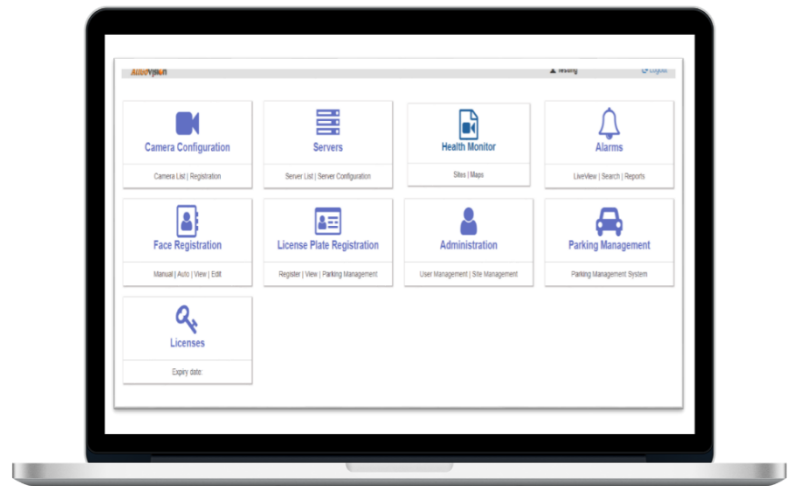 Testing
Logout
Camera Configuration
Camera List | Registration
Servers
Server List | Server Configuration
Health Monitor
Sites | Maps
Alarms
LiveView | Search | Reports
Face Registration
Manual | Auto | View | Edit
License Plate Registration
Register | View | Parking Management
Administration
User Management | Site Management
Parking Management
Parking Management System
Licenses
Expiry date: